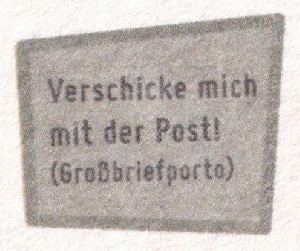 Verschicke mich
mit der Post!
(Großbriefporto)